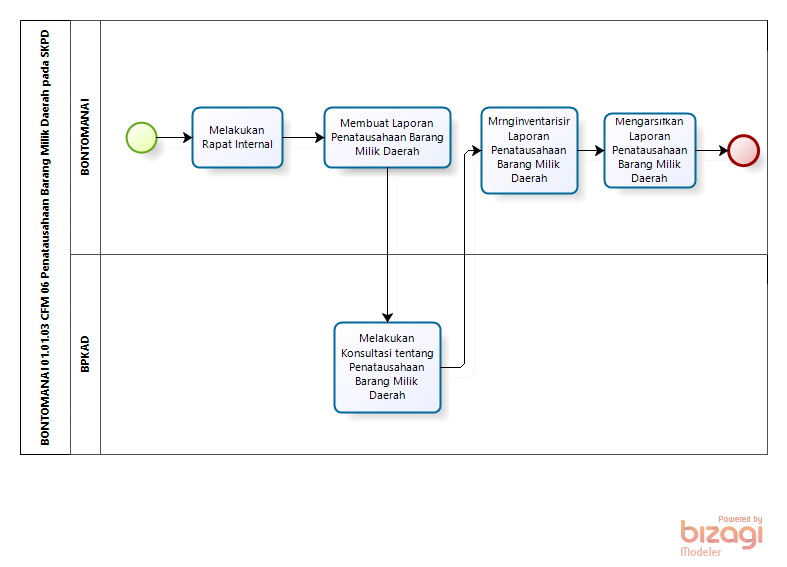 BONTOMANAI 01.01.03 CFM 06 Penatausahaan Barang Milik Daerah pada SKPD
BONTOMANAI
Melakukan
Rapat Internal
Membuat Laporan
Penatausahaan Barang
Milik Daerah
Mrnginventarisir
Laporan
Penatausahaan
Barang Milik
Daerah
Mengarsifkan
Laporan
Penatausahaan
Barang Milik
Daerah
BPKAD
Melakukan
Konsultasi tentang
Penatausahaan
Barang Milik
Daerah
Powered by
bizagi
Modeler